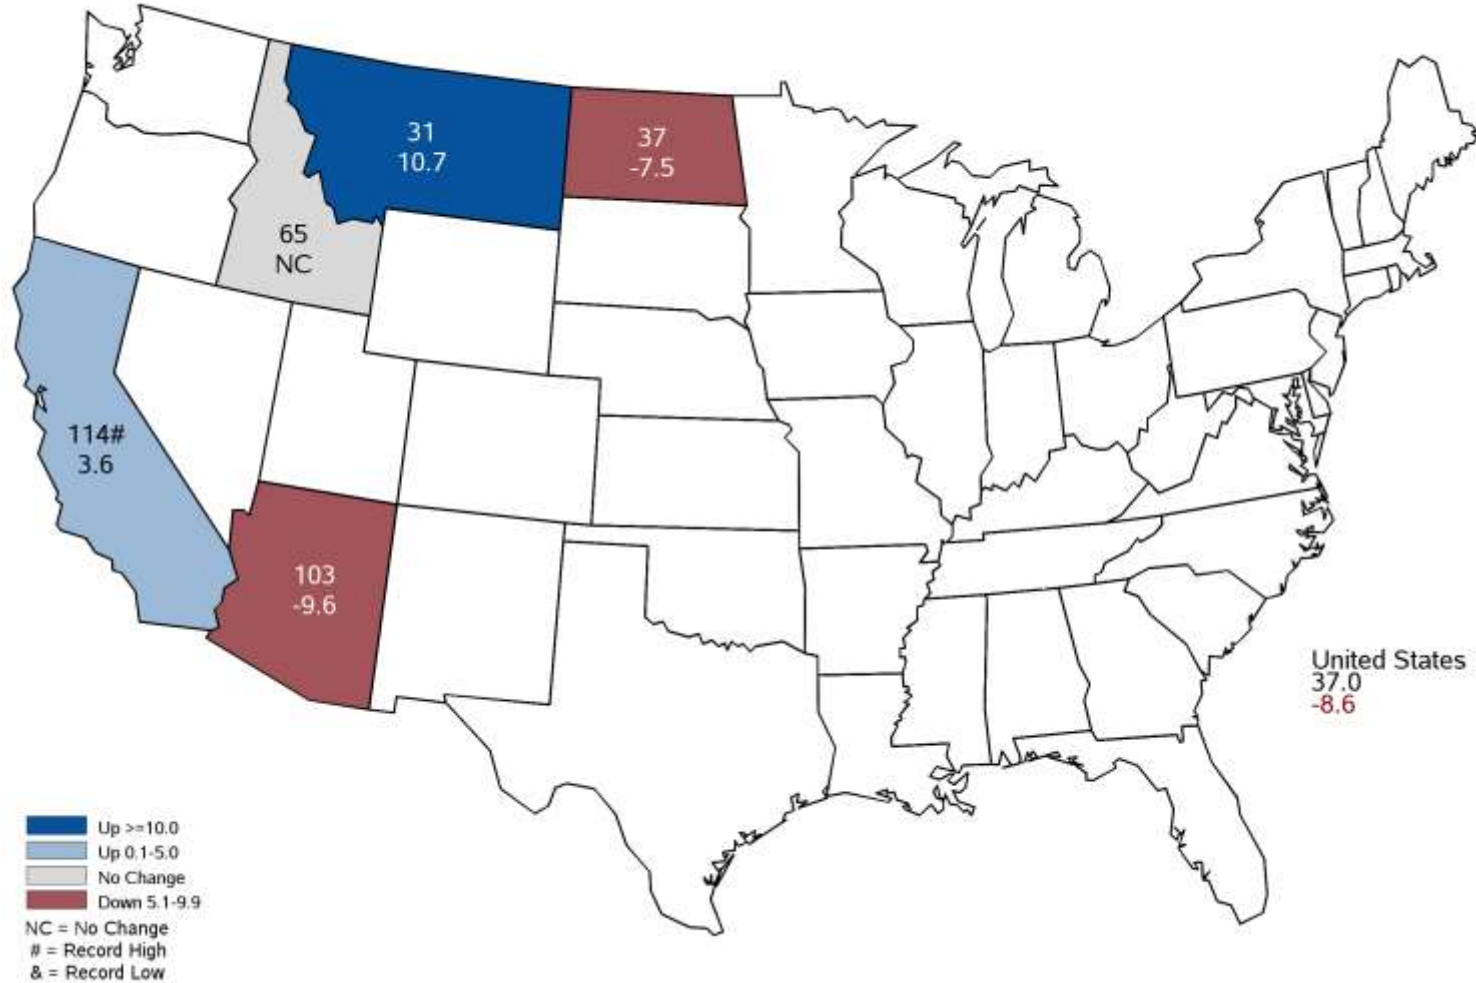 31
10.7
37
-7.5
65
NC
114#
3.6
103
-9.6
United States
37.0
-8.6
Up >=10.0
Up 0.1-5.0
No Change
Down 5.1-9.9
NC = No Change
# = Record High
& = Record Low